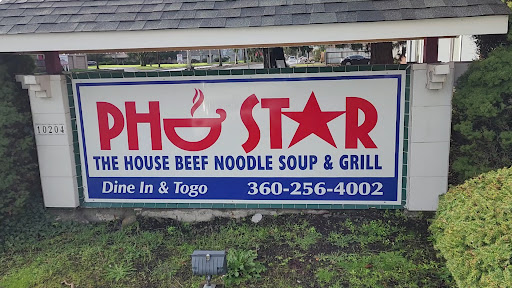 10204
PHO STAR
THE HOUSE BEEF NOODLE SOUP & GRILL
Dine In & Togo 360-256-4002